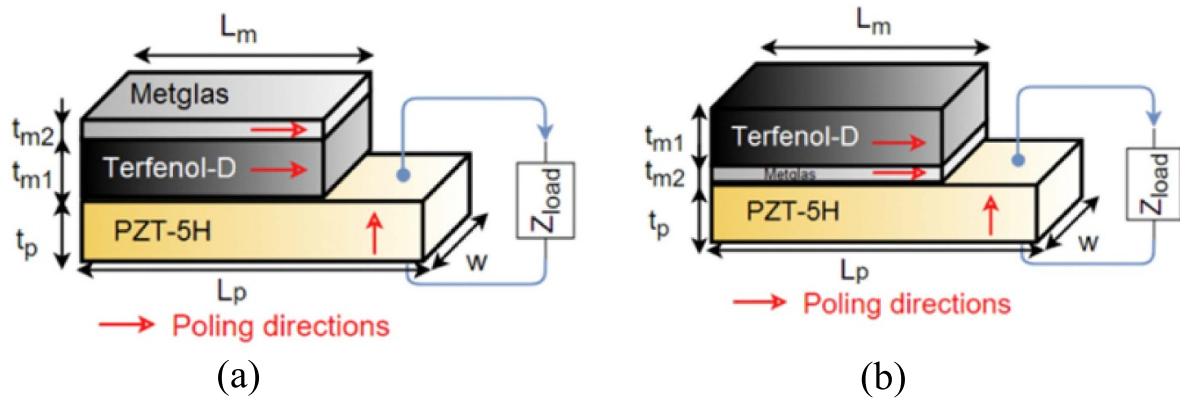 Lm
Metglas
tm2
Terfenol-D
tm1
PZT-5H
tp
Zload
w
Lp
Poling directions
(a)
Lm
Terfenol-D
tm1
Metglas
tm2
PZT-5H
tp
Zload
w
Lp
Poling directions
(b)